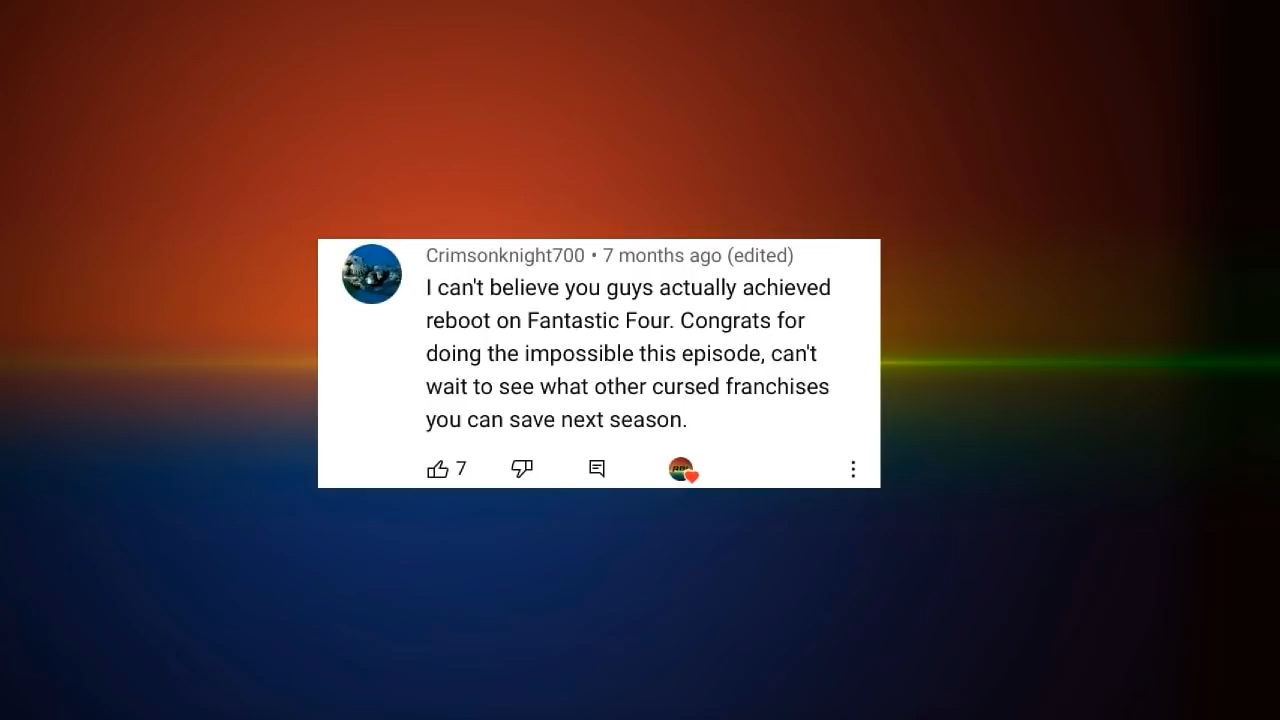 Crimsonknight700 • 7 months ago (edited)
I can't believe you guys actually achieved
reboot on Fantastic Four. Congrats for
doing the impossible this episode, can't
wait to see what other cursed franchises
you can save next season.
7